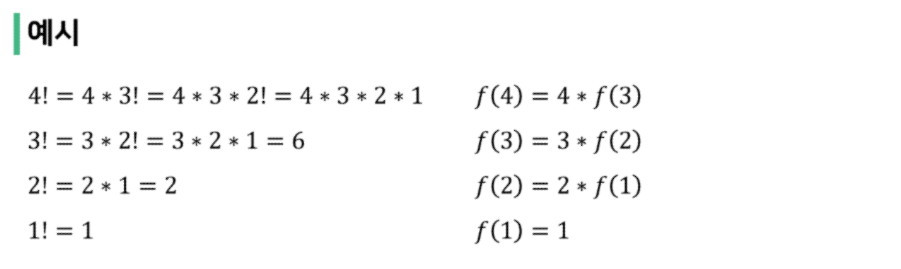 예시
4! = 4 ∗ 3! = 4 ∗ 3 ∗ 2! = 4 ∗ 3 ∗ 2 ∗ 1 f(4) = 4 ∗ f(3)
3! = 3 ∗ 2! = 3 ∗ 2 ∗ 1 = 6 f(3) = 3 ∗ f(2)
2! = 2 ∗ 1 = 2 f(2) = 2 ∗ f(1)
1! = 1 f(1) = 1